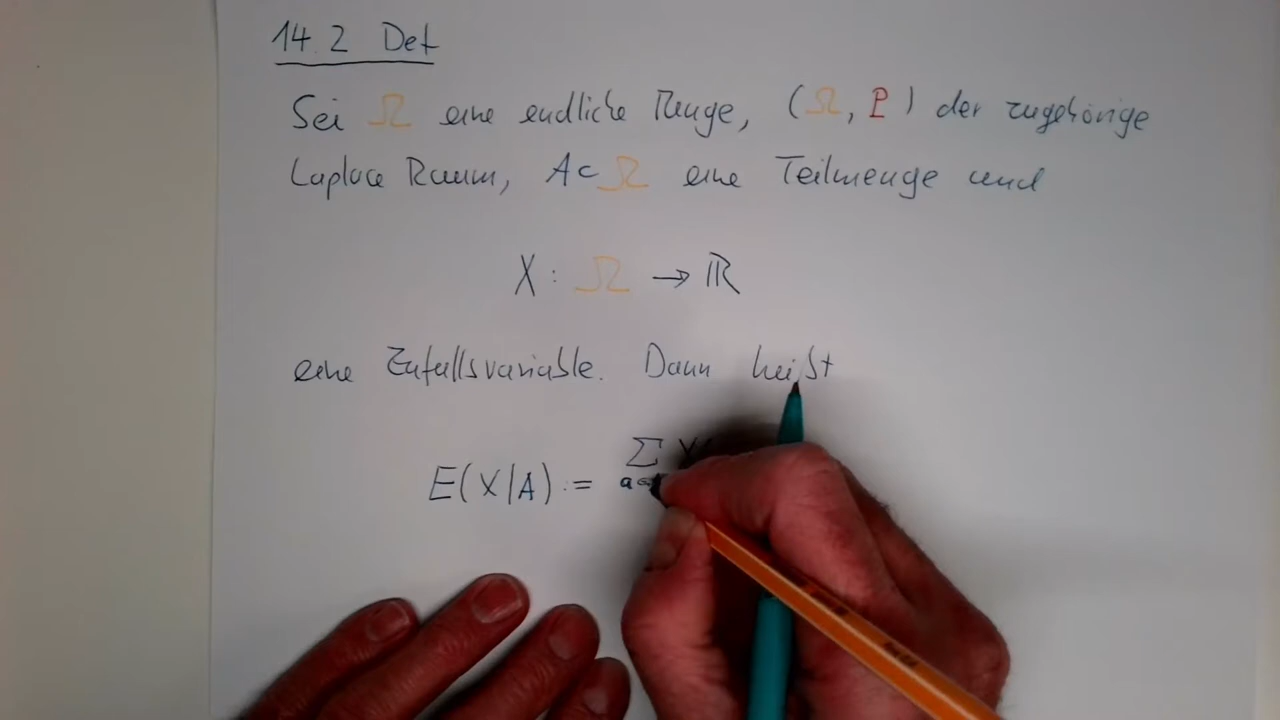 14.2 Def
Sei Ω eine endliche Menge, (Ω, P) der zugehörige
Laplace Raum, A ⊂ Ω eine Teilmenge und
X : Ω → ℝ
eine Zufallsvariable. Dann heißt
E(X|A) := ∑ X(
a ∈